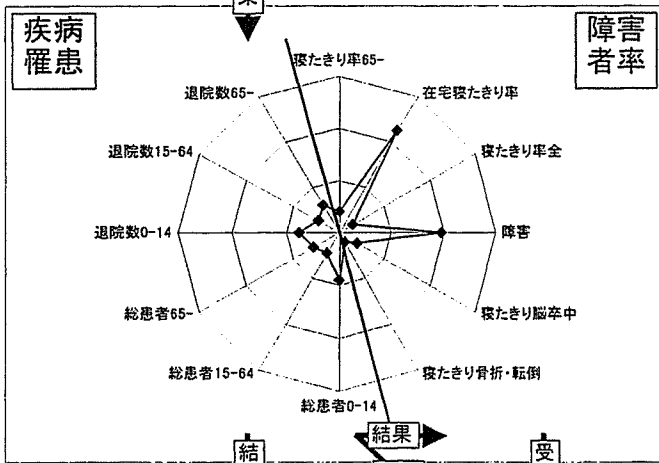 疾病
罹患
障害
者率
寝たきり率65-
在宅寝たきり率
寝たきり率全
障害
寝たきり脳卒中
寝たきり骨折・転倒
総患者0-14
総患者15-64
総患者65-
退院数0-14
退院数15-64
退院数65-
結果
結
受